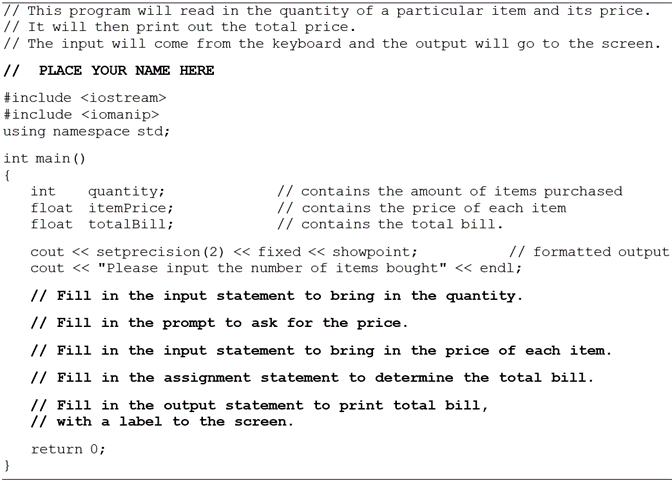 // This program will read in the quantity of a particular item and its price.
// It will then print out the total price.
// The input will come from the keyboard and the output will go to the screen.
// PLACE YOUR NAME HERE
#include <iostream>
#include <iomanip>
using namespace std;
int main()
{
int quantity; // contains the amount of items purchased
float itemPrice; // contains the price of each item
float totalBill; // contains the total bill.
cout << setprecision(2) << fixed << showpoint; // formatted output
cout << "Please input the number of items bought" << endl;
// Fill in the input statement to bring in the quantity.
// Fill in the prompt to ask for the price.
// Fill in the input statement to bring in the price of each item.
// Fill in the assignment statement to determine the total bill.
// Fill in the output statement to print total bill,
// with a label to the screen.
return 0;
}